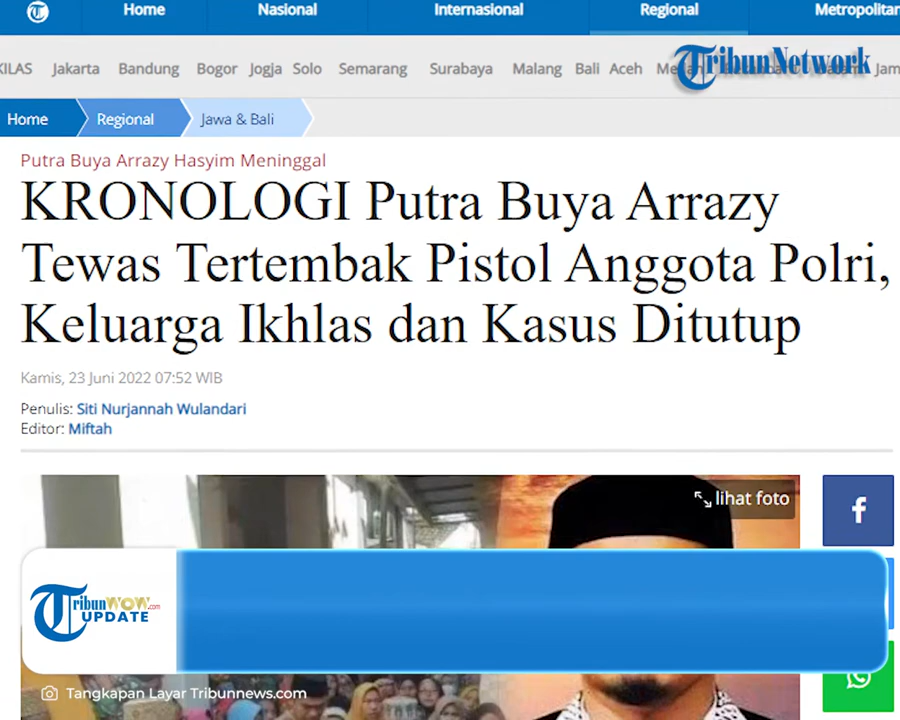 Home Nasional Internasional Regional Metropolitan
KILAS Jakarta Bandung Bogor Jogja Solo Semarang Surabaya Malang Bali Aceh
TribunNetwork
Home Regional Jawa & Bali
Putra Buya Arrazy Hasyim Meninggal
KRONOLOGI Putra Buya Arrazy
Tewas Tertembak Pistol Anggota Polri,
Keluarga Ikhlas dan Kasus Ditutup
Kamis, 23 Juni 2022 07:52 WIB
Penulis: Siti Nurjannah Wulandari
Editor: Miftah
lihat foto
f
TribunWOW.com
UPDATE
Tangkapan Layar Tribunnews.com